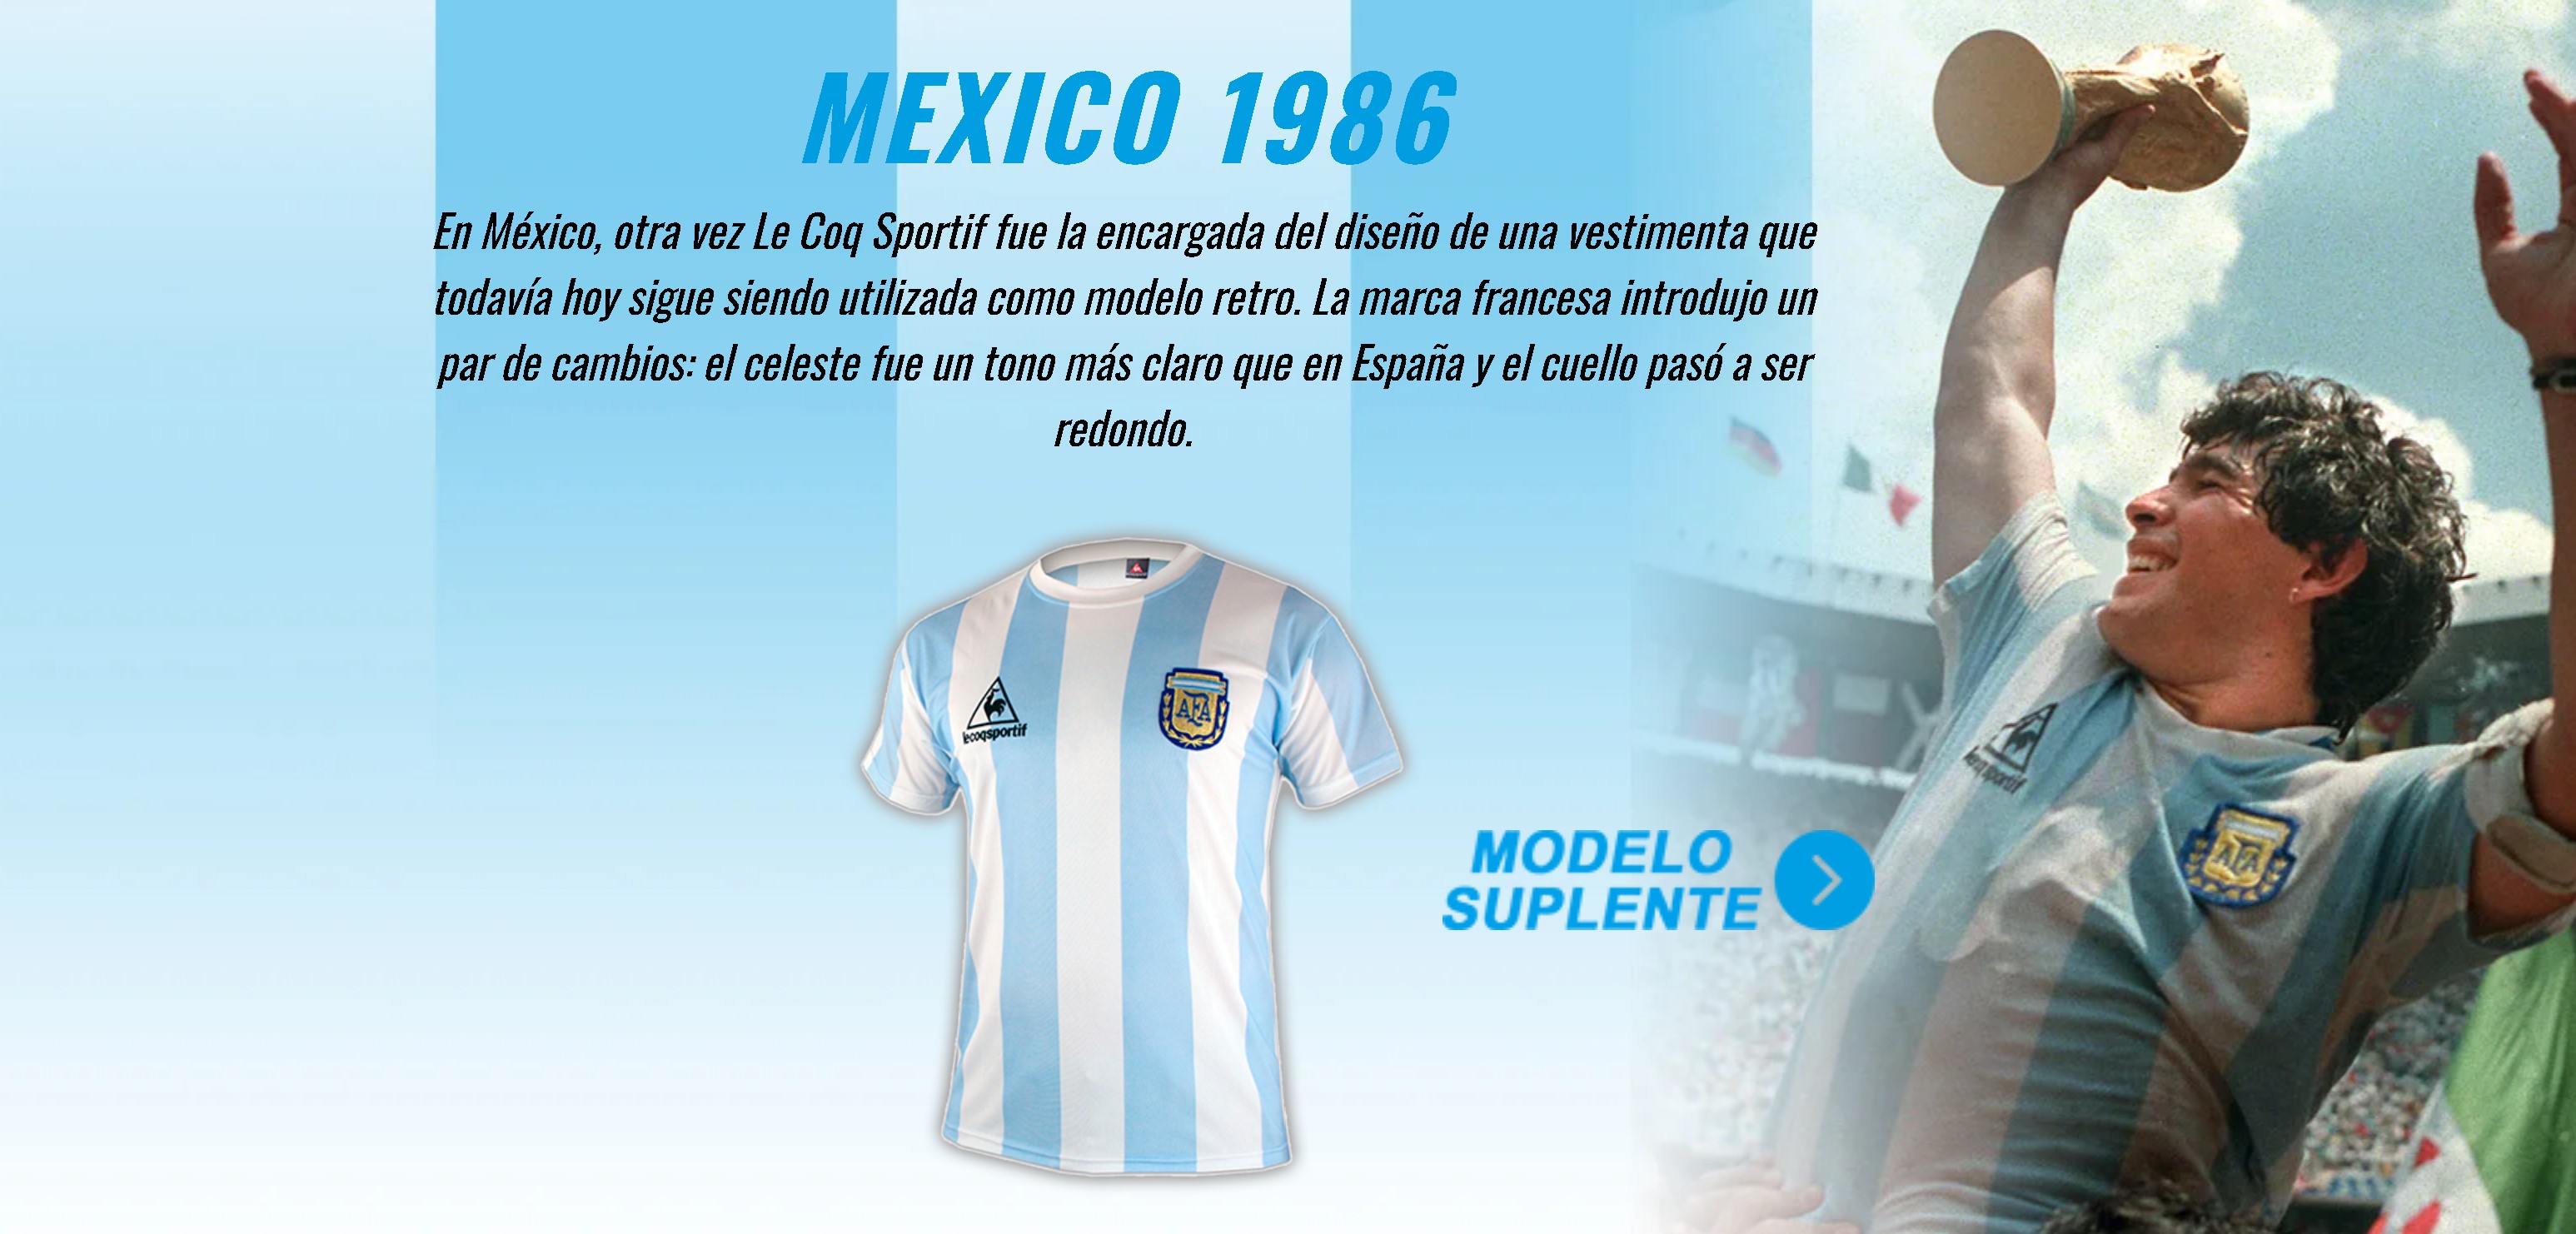 MEXICO 1986
En México, otra vez Le Coq Sportif fue la encargada del diseño de una vestimenta que
todavía hoy sigue siendo utilizada como modelo retro. La marca francesa introdujo un
par de cambios: el celeste fue un tono más claro que en España y el cuello pasó a ser
redondo.
lecoqsportif
AFA
MODELO
SUPLENTE
lecoqsportif
AFA